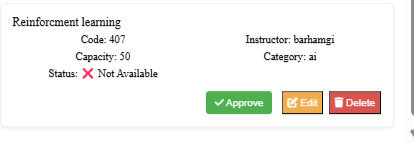 Reinforcment learning
Code: 407 Instructor: barhamgi
Capacity: 50 Category: ai
Status: ❌ Not Available
✔ Approve Edit Delete